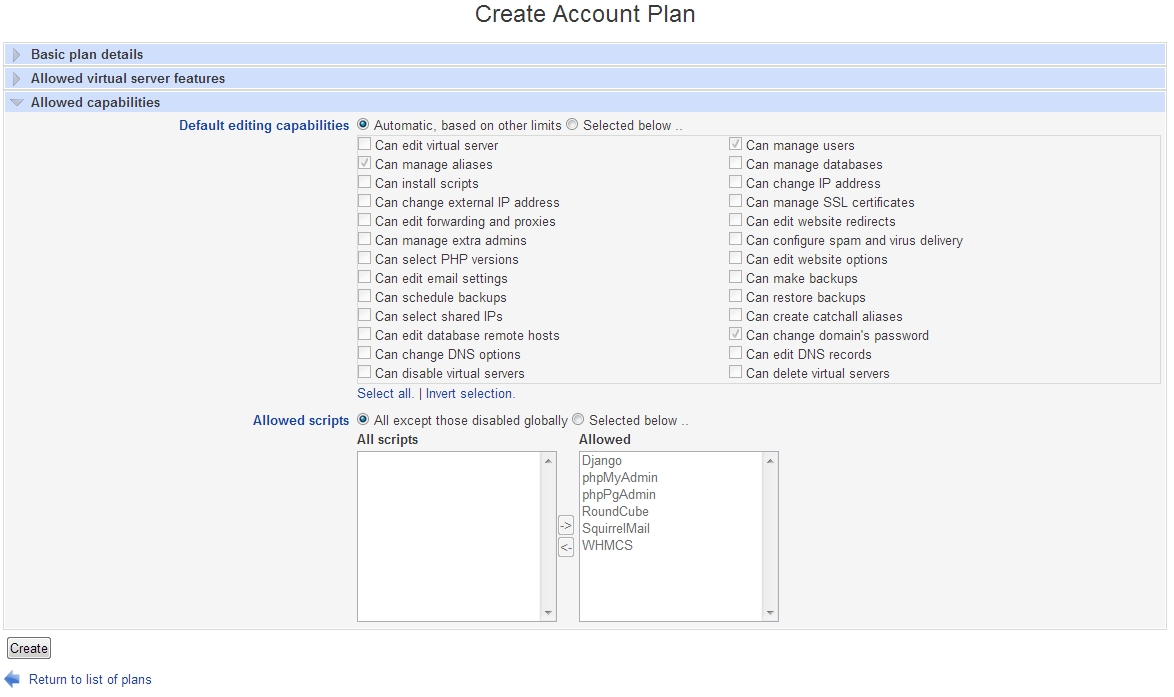 Create Account Plan
Basic plan details
Allowed virtual server features
Allowed capabilities
Default editing capabilities Automatic, based on other limits Selected below ..
Can edit virtual server Can manage users
Can manage aliases Can manage databases
Can install scripts Can change IP address
Can change external IP address Can manage SSL certificates
Can edit forwarding and proxies Can edit website redirects
Can manage extra admins Can configure spam and virus delivery
Can select PHP versions Can edit website options
Can edit email settings Can make backups
Can schedule backups Can restore backups
Can select shared IPs Can create catchall aliases
Can edit database remote hosts Can change domain's password
Can change DNS options Can edit DNS records
Can disable virtual servers Can delete virtual servers
Select all. | Invert selection.
Allowed scripts All except those disabled globally Selected below ..
All scripts Allowed
Django
phpMyAdmin
phpPgAdmin
RoundCube
->
SquirrelMail
<- WHMCS
Create
Return to list of plans